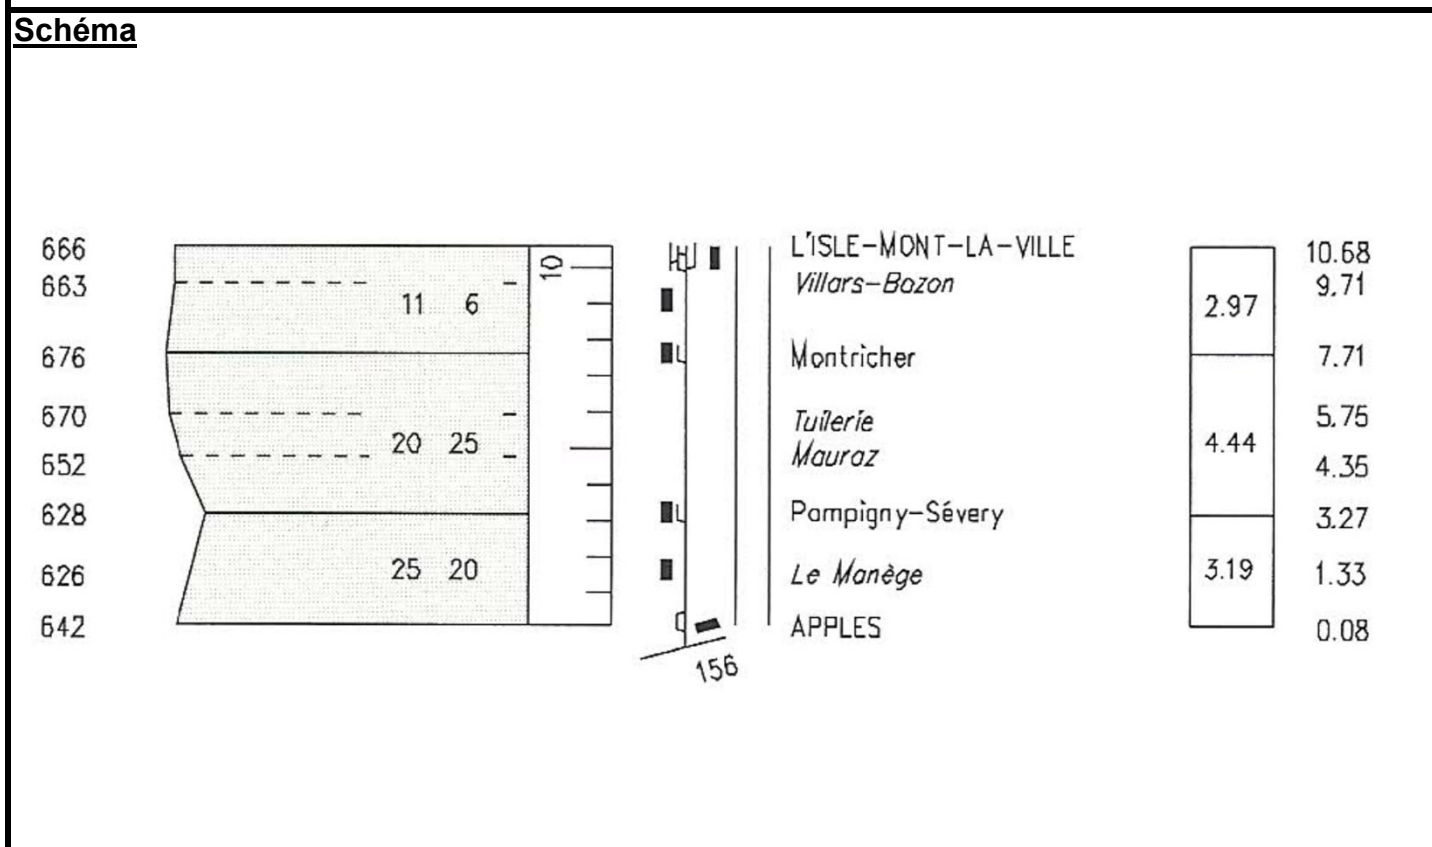 Schéma
666 10 L'ISLE-MONT-LA-VILLE 10.68
663 Villars-Bozon 9.71
11 6 2.97
676 Montricher 7.71
670 Tuilerie 5.75
20 25 4.44
652 Mauraz 4.35
628 Pampigny-Sévery 3.27
626 25 20 Le Manège 3.19 1.33
642 APPLES 0.08
156